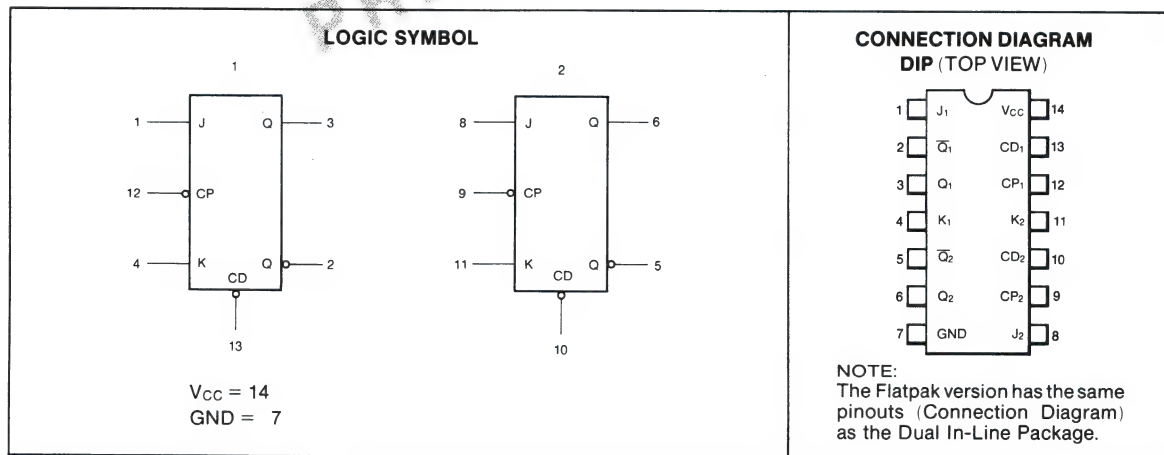 LOGIC SYMBOL
1
1 J Q 3
12 CP
4 K Q 2
CD
13
2
8 J Q 6
9 CP
11 K Q 5
CD
10
VCC = 14
GND = 7
CONNECTION DIAGRAM
DIP (TOP VIEW)
1 J1 VCC 14
2 Q̅1 CD1 13
3 Q1 CP1 12
4 K1 K2 11
5 Q̅2 CD2 10
6 Q2 CP2 9
7 GND J2 8
NOTE:
The Flatpak version has the same
pinouts (Connection Diagram)
as the Dual In-Line Package.